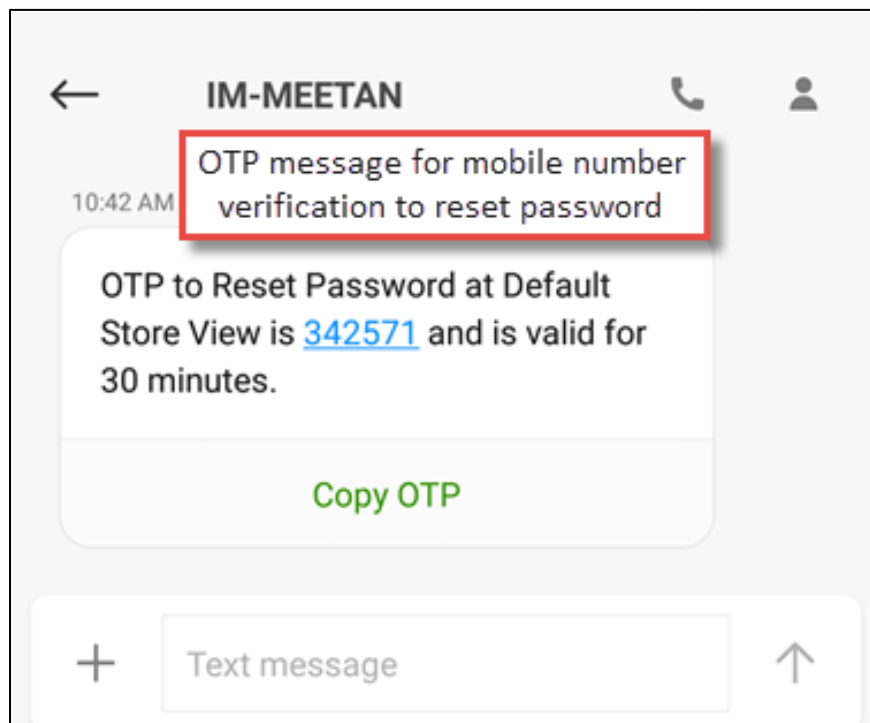 IM-MEETAN
OTP message for mobile number
verification to reset password
10:42 AM
OTP to Reset Password at Default
Store View is 342571 and is valid for
30 minutes.
Copy OTP
Text message